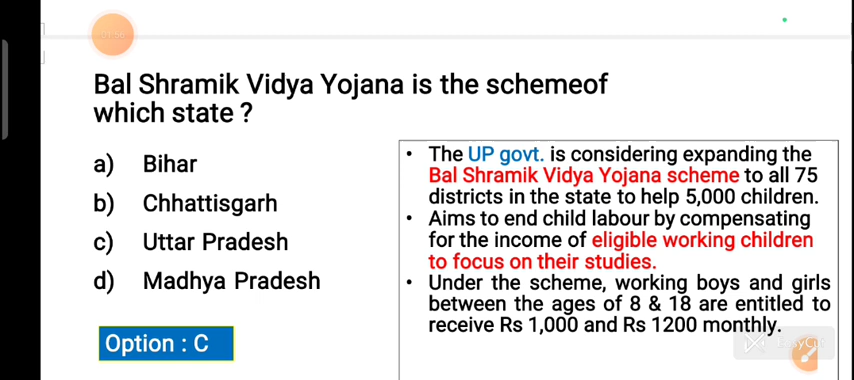 01:56
Bal Shramik Vidya Yojana is the schemeof
which state ?
a) Bihar
b) Chhattisgarh
c) Uttar Pradesh
d) Madhya Pradesh
Option : C
• The UP govt. is considering expanding the
Bal Shramik Vidya Yojana scheme to all 75
districts in the state to help 5,000 children.
• Aims to end child labour by compensating
for the income of eligible working children
to focus on their studies.
• Under the scheme, working boys and girls
between the ages of 8 & 18 are entitled to
receive Rs 1,000 and Rs 1200 monthly.